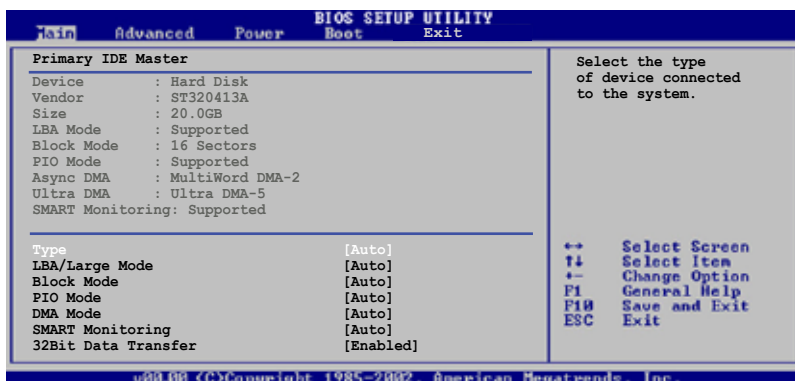 BIOS SETUP UTILITY
Main Advanced Power Boot Exit
Primary IDE Master
Device : Hard Disk
Vendor : ST320413A
Size : 20.0GB
LBA Mode : Supported
Block Mode : 16 Sectors
PIO Mode : Supported
Async DMA : MultiWord DMA-2
Ultra DMA : Ultra DMA-5
SMART Monitoring: Supported
Type [Auto]
LBA/Large Mode [Auto]
Block Mode [Auto]
PIO Mode [Auto]
DMA Mode [Auto]
SMART Monitoring [Auto]
32Bit Data Transfer [Enabled]
Select the type
of device connected
to the system.
↔ Select Screen
↑↓ Select Item
+- Change Option
F1 General Help
F10 Save and Exit
ESC Exit
v00.00 (C)Copyright 1985-2002, American Megatrends, Inc.